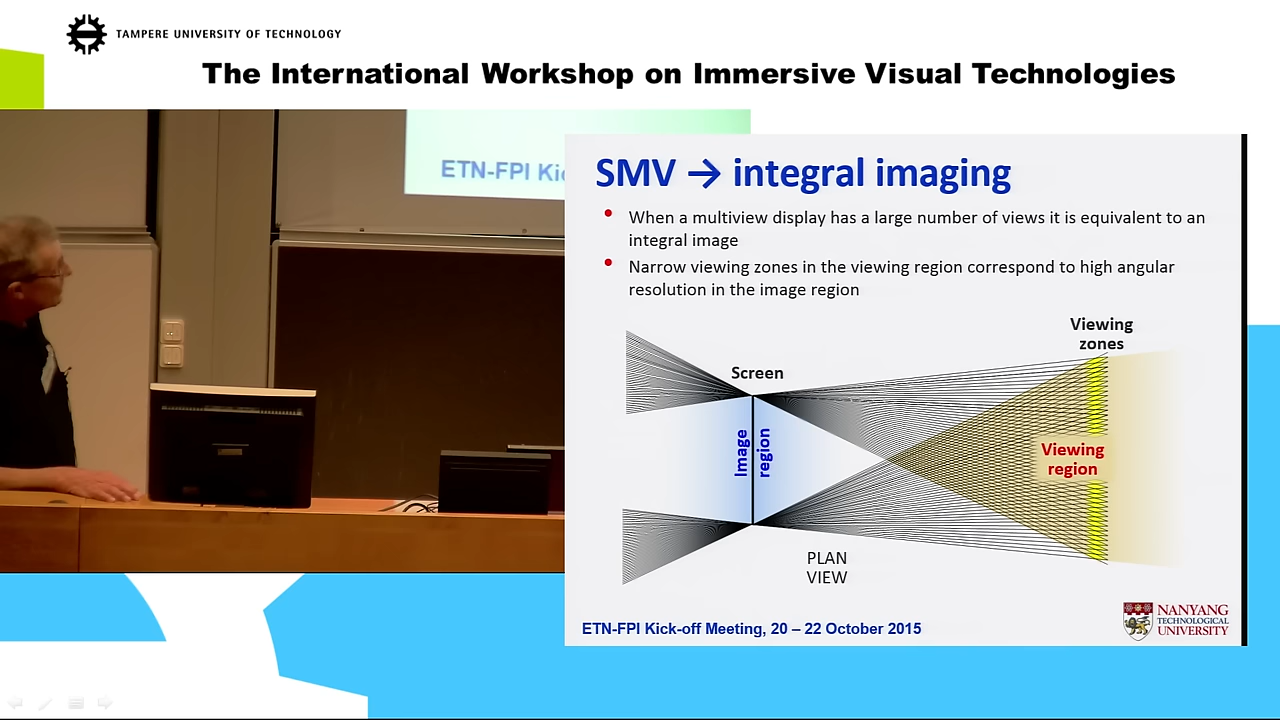 TAMPERE UNIVERSITY OF TECHNOLOGY
The International Workshop on Immersive Visual Technologies
ETN-FPI
SMV → integral imaging
• When a multiview display has a large number of views it is equivalent to an
integral image
• Narrow viewing zones in the viewing region correspond to high angular
resolution in the image region
Viewing
zones
Screen
Image
region
Viewing
region
PLAN
VIEW
ETN-FPI Kick-off Meeting, 20 – 22 October 2015
NANYANG
TECHNOLOGICAL
UNIVERSITY